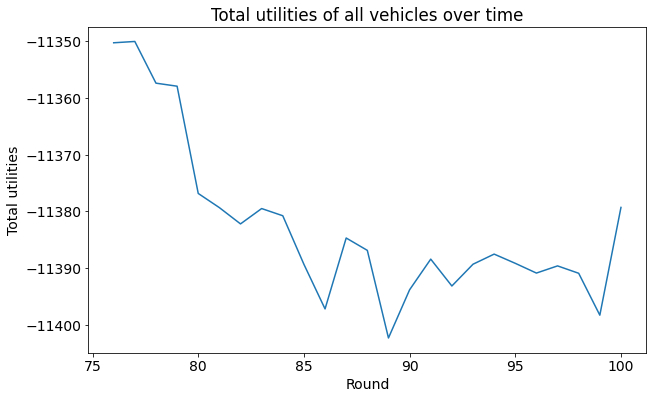 Total utilities of all vehicles over time
Total utilities
−11350
−11360
−11370
−11380
−11390
−11400
75 80 85 90 95 100
Round